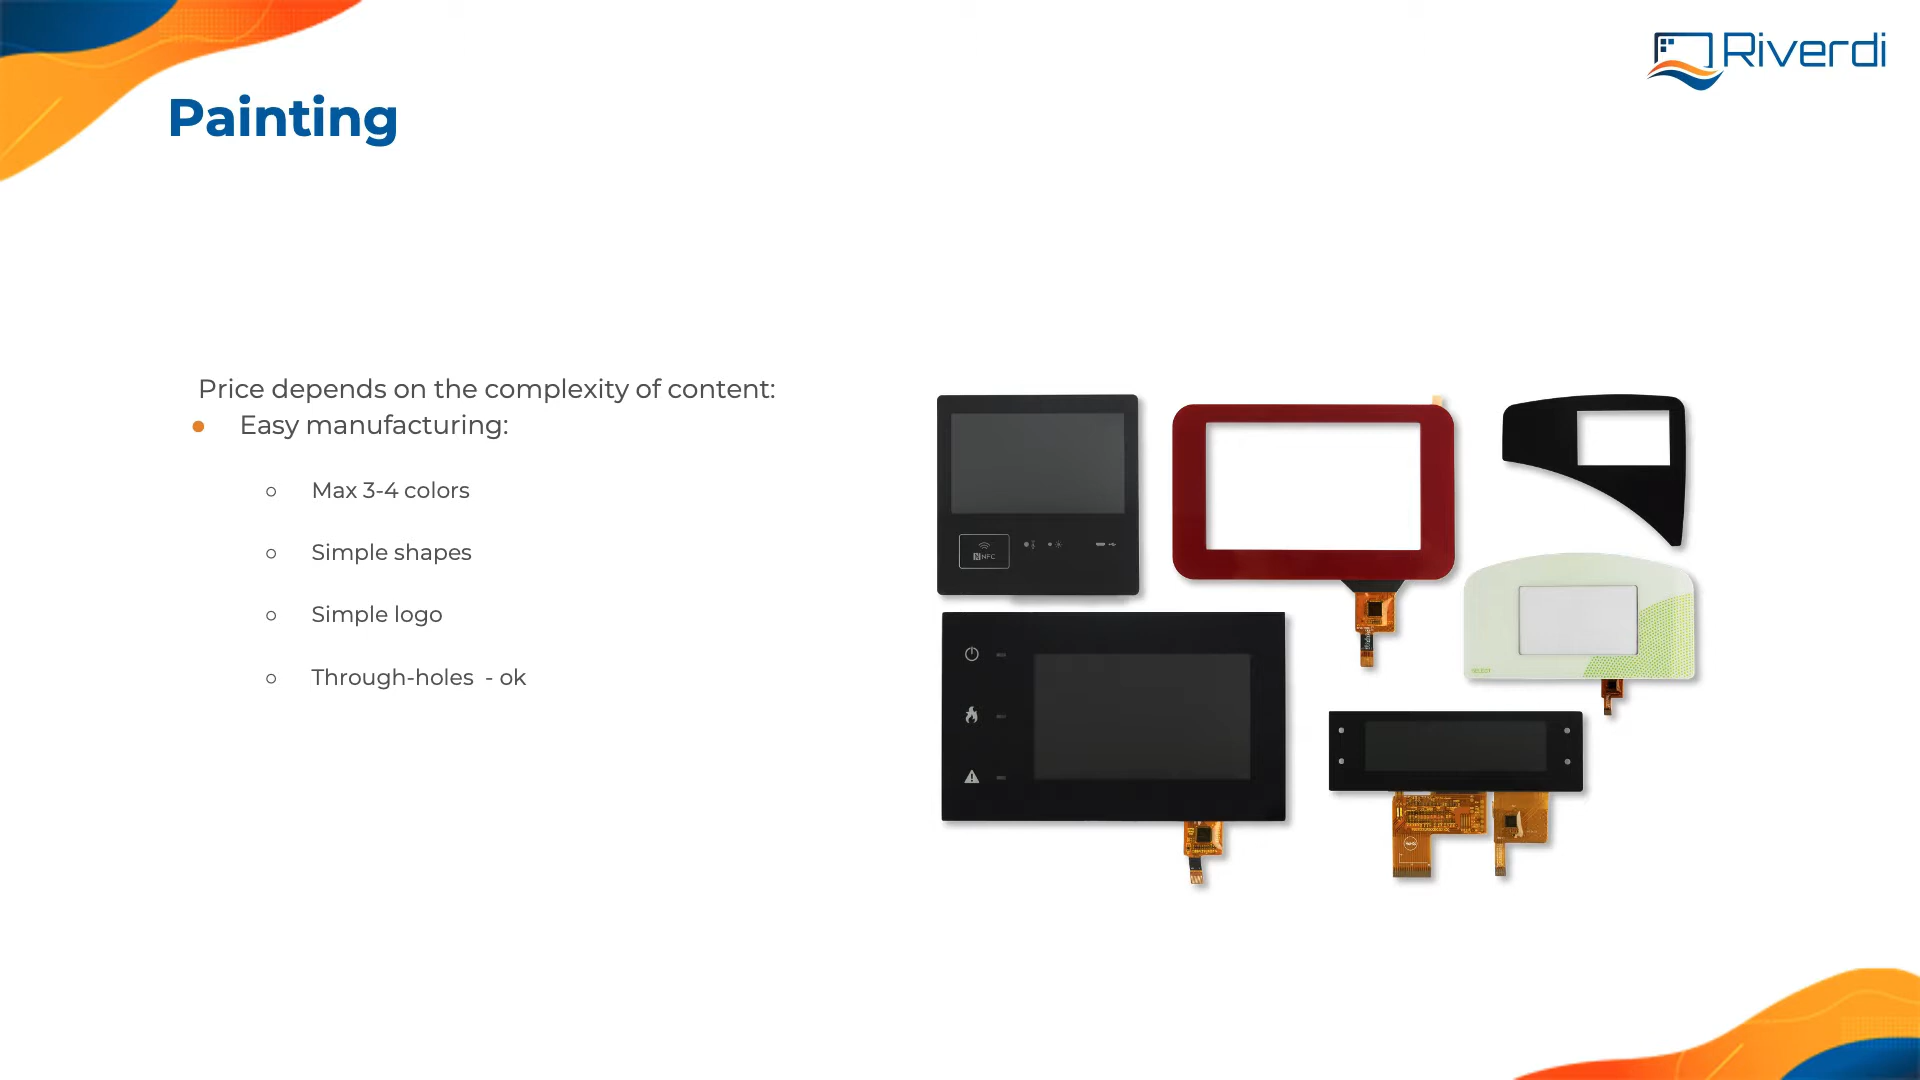 Riverdi
Painting
Price depends on the complexity of content:
Easy manufacturing:
Max 3-4 colors
Simple shapes
Simple logo
Through-holes - ok
NFC
SELECT